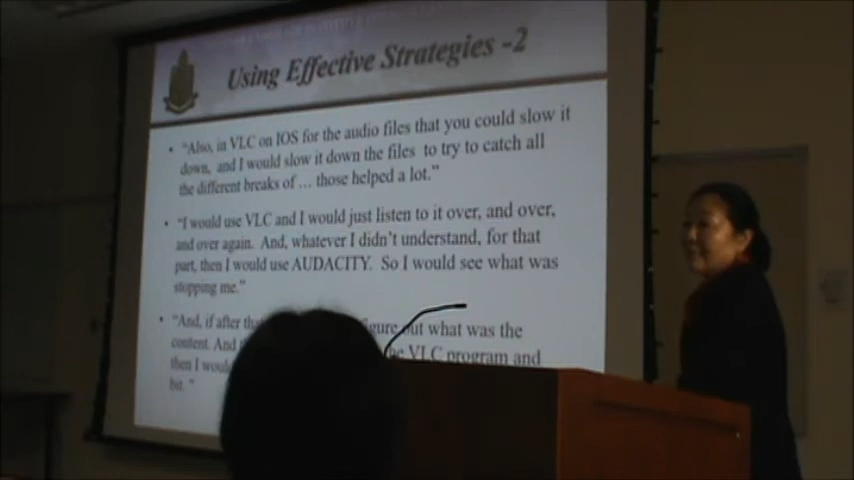 Using Effective Strategies -2
• "Also, in VLC on IOS for the audio files that you could slow it
down, and I would slow it down the files to try to catch all
the different breaks of … those helped a lot."
• "I would use VLC and I would just listen to it over, and over,
and over again. And, whatever I didn't understand, for that
part, then I would use AUDACITY. So I would see what was
stopping me."
• "And, if after that out what was the
content. And the VLC program and
then I would
bit. "